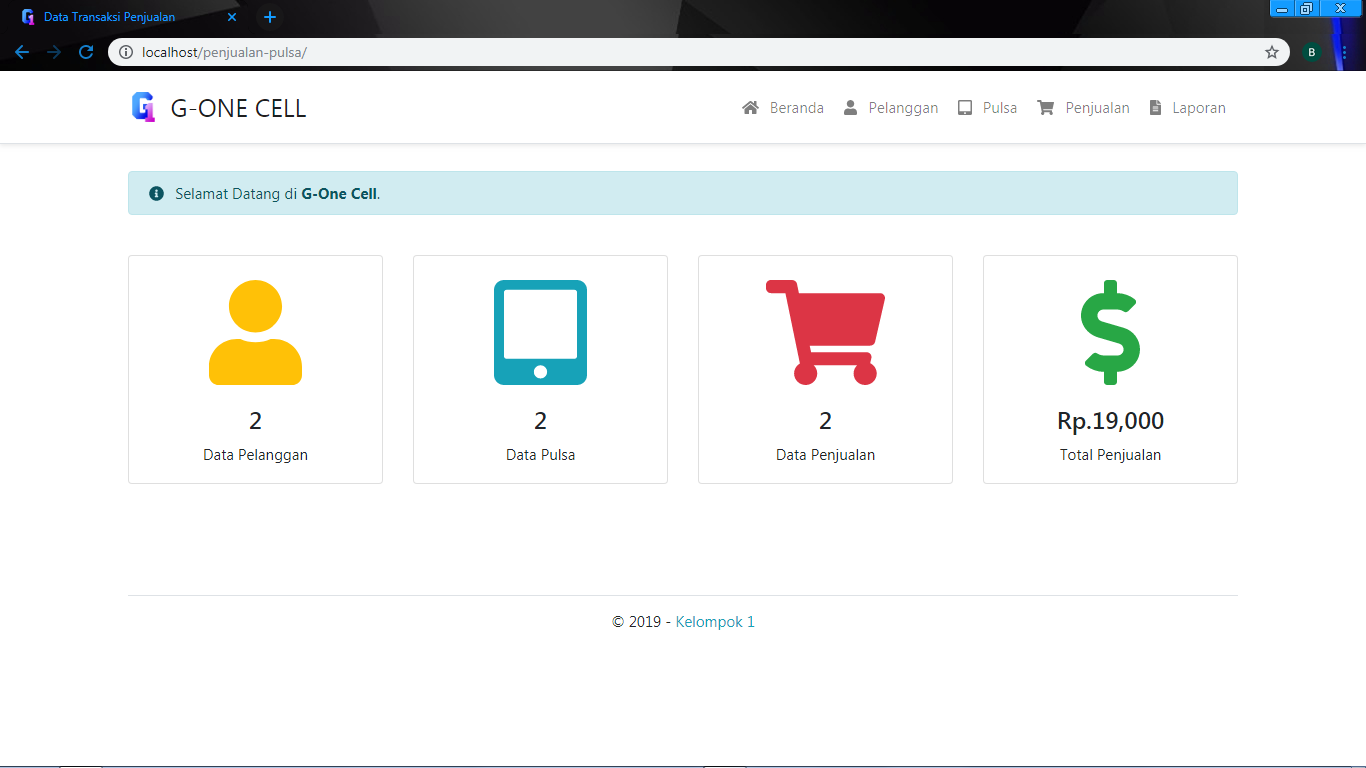 Data Transaksi Penjualan
localhost/penjualan-pulsa/
B
G-ONE CELL
Beranda Pelanggan Pulsa Penjualan Laporan
Selamat Datang di G-One Cell.
2
Data Pelanggan
2
Data Pulsa
2
Data Penjualan
Rp.19,000
Total Penjualan
© 2019 - Kelompok 1